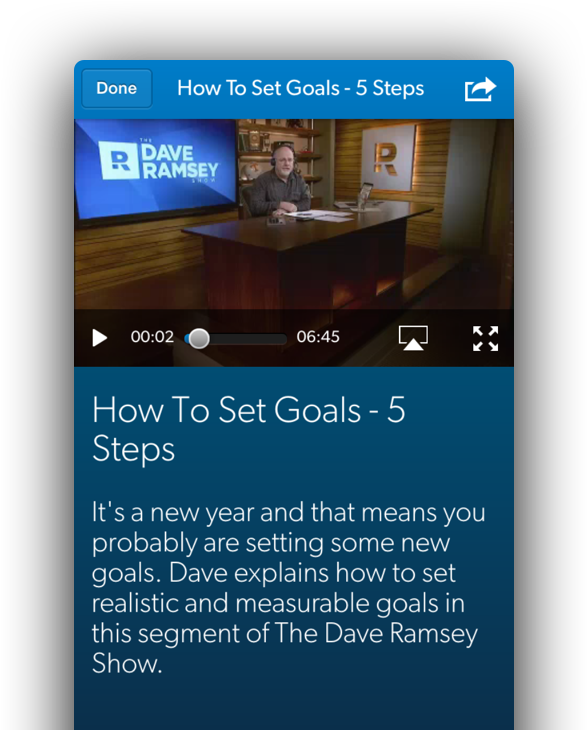 Done
How To Set Goals - 5 Steps
THE
DAVE
RAMSEY
SHOW
R
00:02
06:45
How To Set Goals - 5
Steps
It's a new year and that means you
probably are setting some new
goals. Dave explains how to set
realistic and measurable goals in
this segment of The Dave Ramsey
Show.